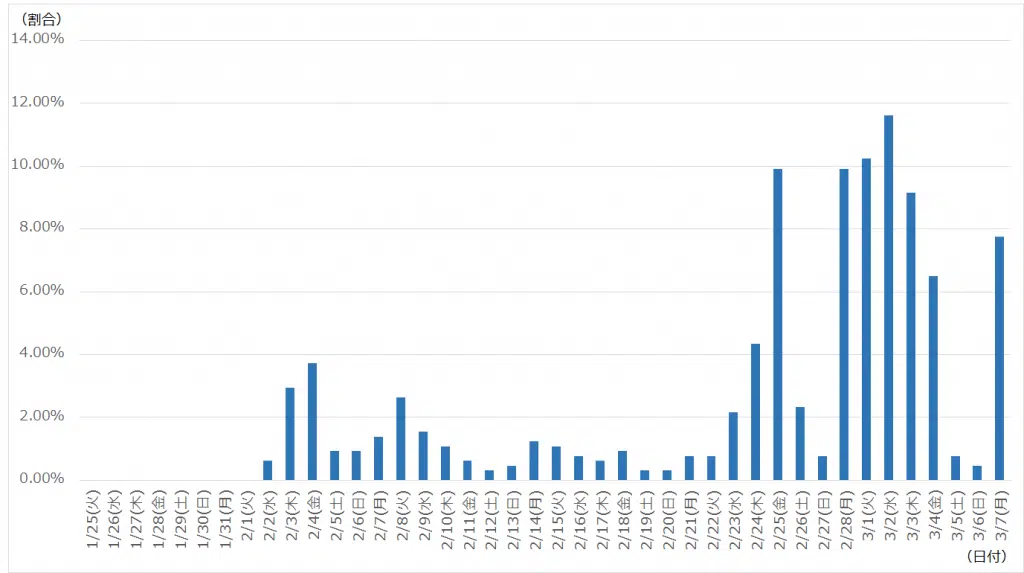 （割合）
14.00%
12.00%
10.00%
8.00%
6.00%
4.00%
2.00%
0.00%
1/25(火)
1/26(水)
1/27(木)
1/28(金)
1/29(土)
1/30(日)
1/31(月)
2/1(火)
2/2(水)
2/3(木)
2/4(金)
2/5(土)
2/6(日)
2/7(月)
2/8(火)
2/9(水)
2/10(木)
2/11(金)
2/12(土)
2/13(日)
2/14(月)
2/15(火)
2/16(水)
2/17(木)
2/18(金)
2/19(土)
2/20(日)
2/21(月)
2/22(火)
2/23(水)
2/24(木)
2/25(金)
2/26(土)
2/27(日)
2/28(月)
3/1(火)
3/2(水)
3/3(木)
3/4(金)
3/5(土)
3/6(日)
3/7(月)
（日付）